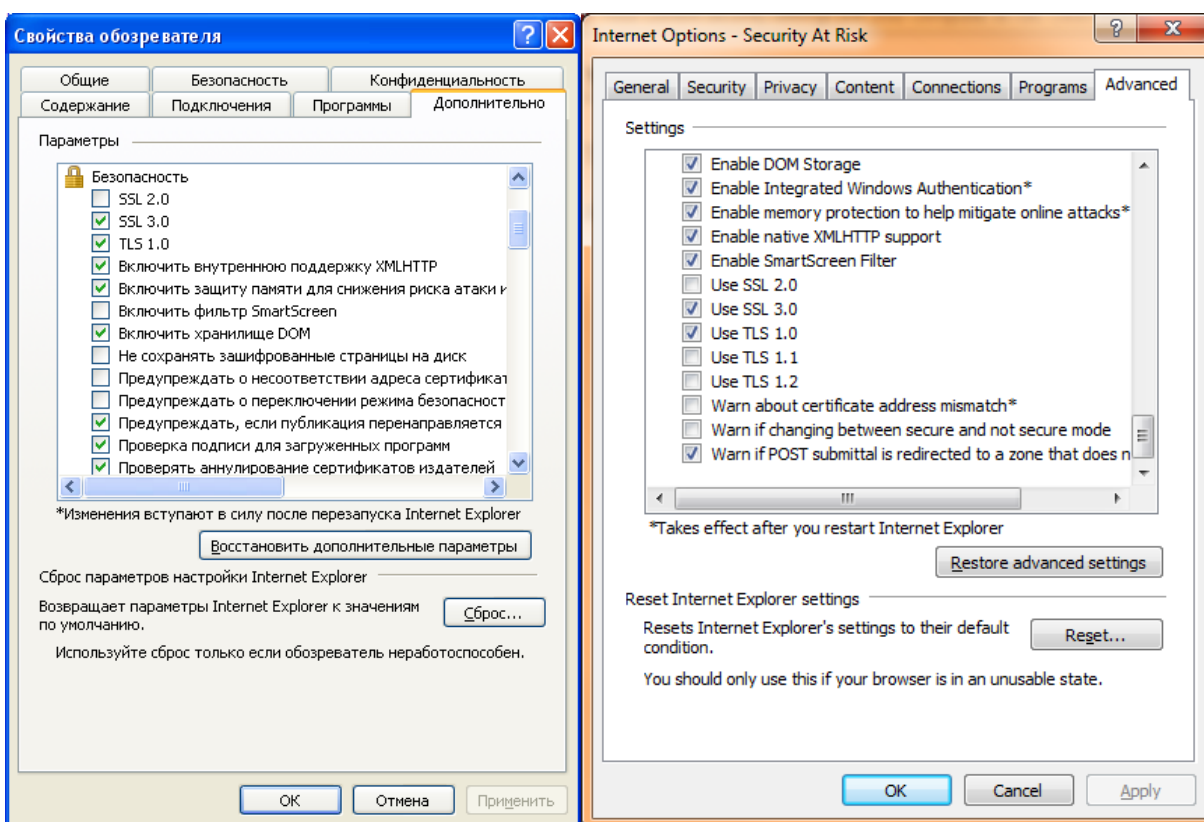 Свойства обозревателя
Общие
Безопасность
Конфиденциальность
Содержание
Подключения
Программы
Дополнительно
Параметры
Безопасность
SSL 2.0
SSL 3.0
TLS 1.0
Включить внутреннюю поддержку XMLHTTP
Включить защиту памяти для снижения риска атаки и
Включить фильтр SmartScreen
Включить хранилище DOM
Не сохранять зашифрованные страницы на диск
Предупреждать о несоответствии адреса сертификат
Предупреждать о переключении режима безопасност
Предупреждать, если публикация перенаправляется
Проверка подписи для загруженных программ
Проверять аннулирование сертификатов издателей
*Изменения вступают в силу после перезапуска Internet Explorer
Восстановить дополнительные параметры
Сброс параметров настройки Internet Explorer
Возвращает параметры Internet Explorer к значениям
по умолчанию.
Сброс...
Используйте сброс только если обозреватель неработоспособен.
ОК
Отмена
Применить
Internet Options - Security At Risk
General
Security
Privacy
Content
Connections
Programs
Advanced
Settings
Enable DOM Storage
Enable Integrated Windows Authentication*
Enable memory protection to help mitigate online attacks*
Enable native XMLHTTP support
Enable SmartScreen Filter
Use SSL 2.0
Use SSL 3.0
Use TLS 1.0
Use TLS 1.1
Use TLS 1.2
Warn about certificate address mismatch*
Warn if changing between secure and not secure mode
Warn if POST submittal is redirected to a zone that does n
*Takes effect after you restart Internet Explorer
Restore advanced settings
Reset Internet Explorer settings
Resets Internet Explorer's settings to their default
condition.
Reset...
You should only use this if your browser is in an unusable state.
OK
Cancel
Apply